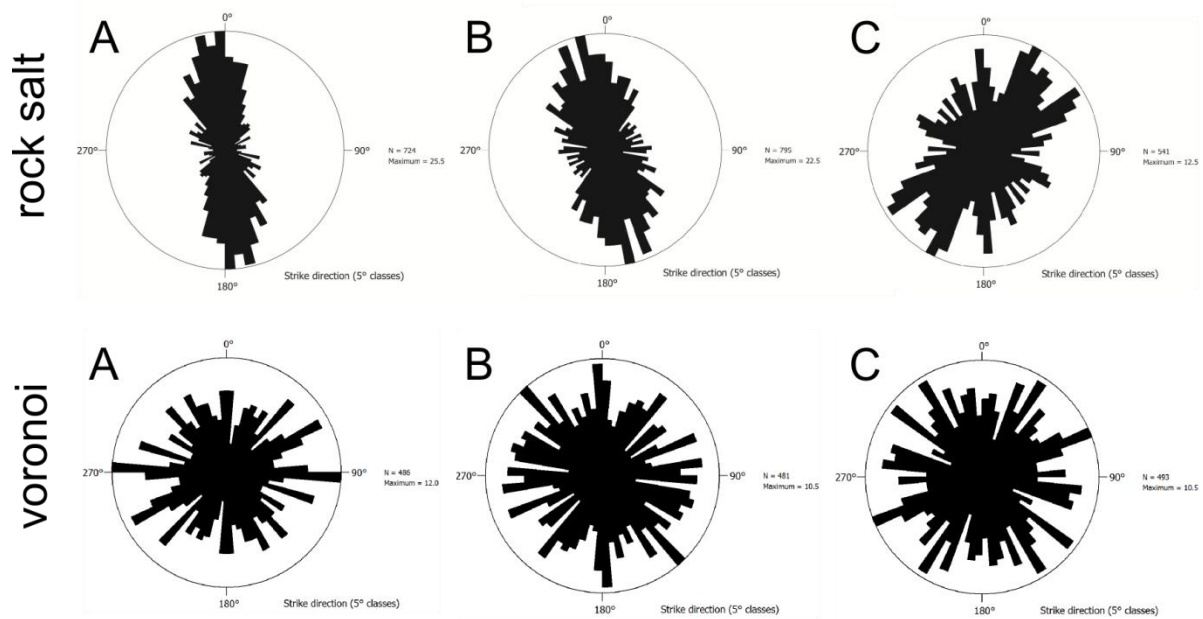 rock salt
A
0°
270°
90°
N = 724
Maximum = 25.5
180°
Strike direction (5° classes)
B
0°
270°
90°
N = 795
Maximum = 22.5
180°
Strike direction (5° classes)
C
0°
270°
90°
N = 541
Maximum = 12.5
180°
Strike direction (5° classes)
voronoi
A
0°
270°
90°
N = 486
Maximum = 12.0
180°
Strike direction (5° classes)
B
0°
270°
90°
N = 481
Maximum = 10.5
180°
Strike direction (5° classes)
C
0°
270°
90°
N = 493
Maximum = 10.5
180°
Strike direction (5° classes)